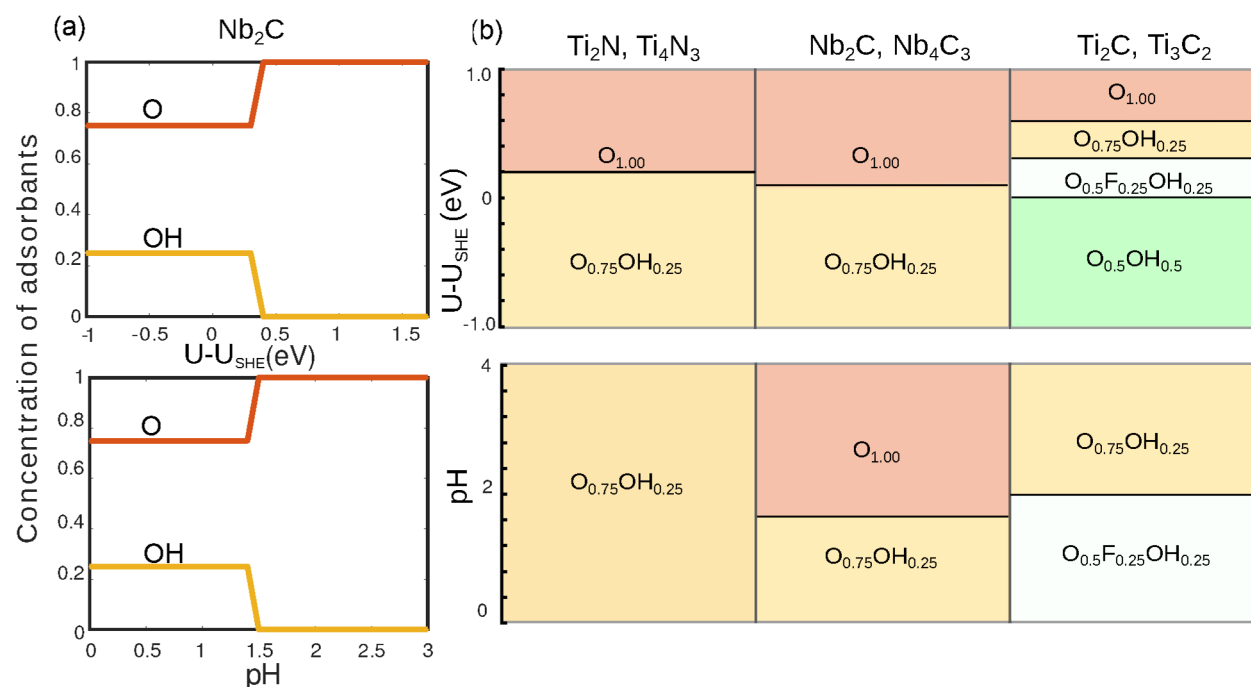 (a)
Nb₂C
Concentration of adsorbants
1
0.8
0.6
0.4
0.2
0
O
OH
-1 -0.5 0 0.5 1 1.5
U-U_SHE(eV)
1
0.8
0.6
0.4
0.2
0
O
OH
0 0.5 1 1.5 2 2.5 3
pH
(b)
Ti₂N, Ti₄N₃ Nb₂C, Nb₄C₃ Ti₂C, Ti₃C₂
U-U_SHE (eV)
1.0
0
-1.0
O₁.₀₀
O₀.₇₅OH₀.₂₅
O₁.₀₀
O₀.₇₅OH₀.₂₅
O₁.₀₀
O₀.₇₅OH₀.₂₅
O₀.₅F₀.₂₅OH₀.₂₅
O₀.₅OH₀.₅
pH
4
2
0
O₀.₇₅OH₀.₂₅
O₁.₀₀
O₀.₇₅OH₀.₂₅
O₀.₇₅OH₀.₂₅
O₀.₅F₀.₂₅OH₀.₂₅